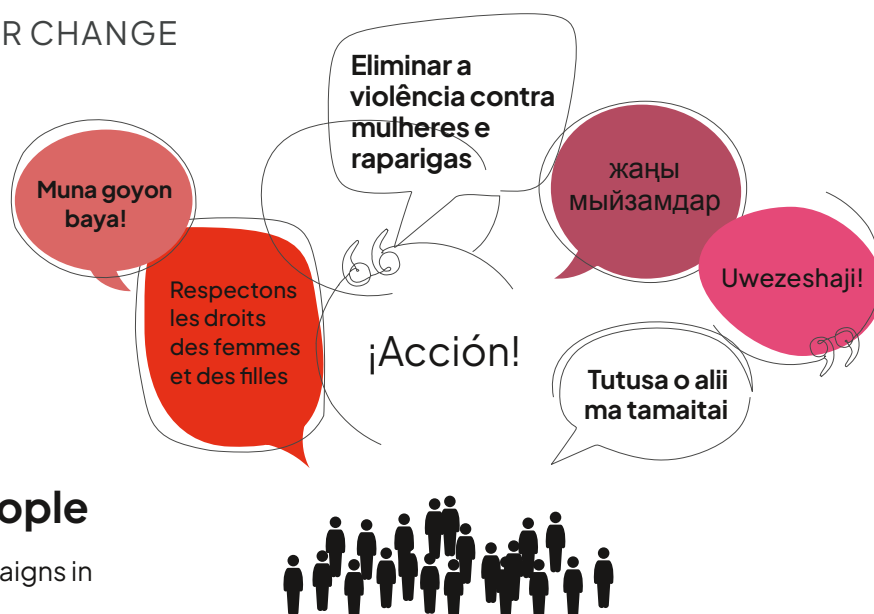 R CHANGE
Eliminar a
violência contra
mulheres e
raparigas
Muna goyon
baya!
жаңы
мыйзамдар
Respectons
les droits
des femmes
et des filles
Uwezeshaji!
¡Acción!
Tutusa o alii
ma tamaitai
ople
aigns in